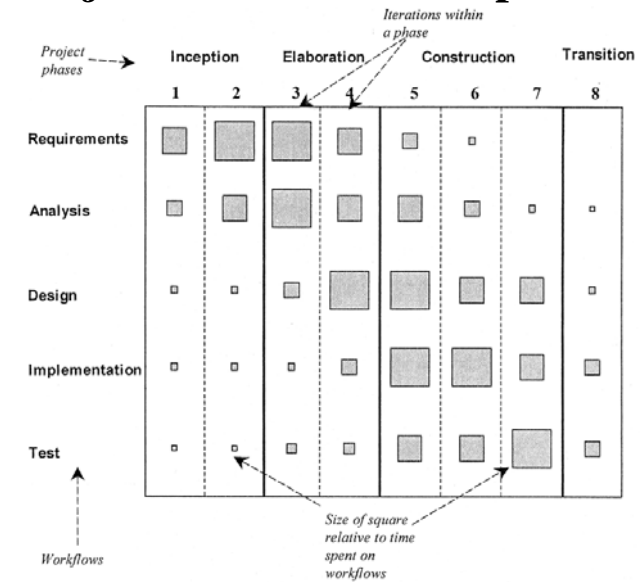 Iterations within
a phase
Project
phases
Inception
Elaboration
Construction
Transition
1 2 3 4 5 6 7 8
Requirements
Analysis
Design
Implementation
Test
Size of square
relative to time
spent on
workflows
Workflows